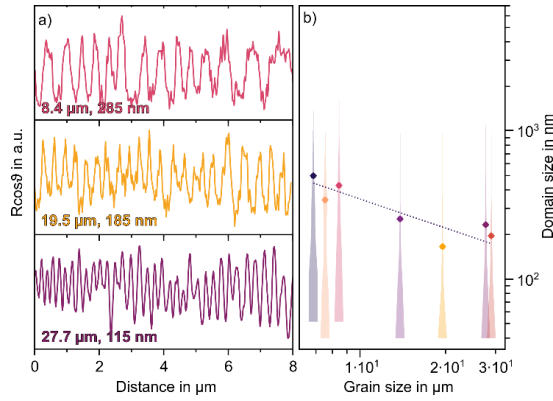 a)
8.4 µm, 285 nm
19.5 µm, 185 nm
27.7 µm, 115 nm
Rcosϑ in a.u.
0 2 4 6 8
Distance in µm
b)
10³
10²
Domain size in nm
1·10¹ 2·10¹ 3·10¹
Grain size in µm